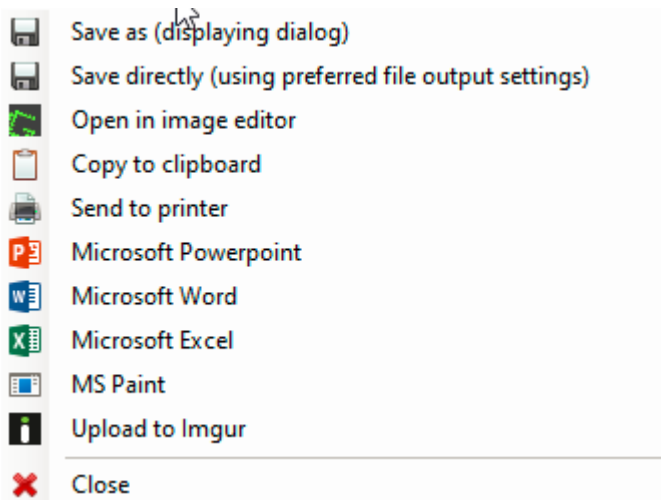 Save as (displaying dialog)
Save directly (using preferred file output settings)
Open in image editor
Copy to clipboard
Send to printer
Microsoft Powerpoint
Microsoft Word
Microsoft Excel
MS Paint
Upload to Imgur
Close